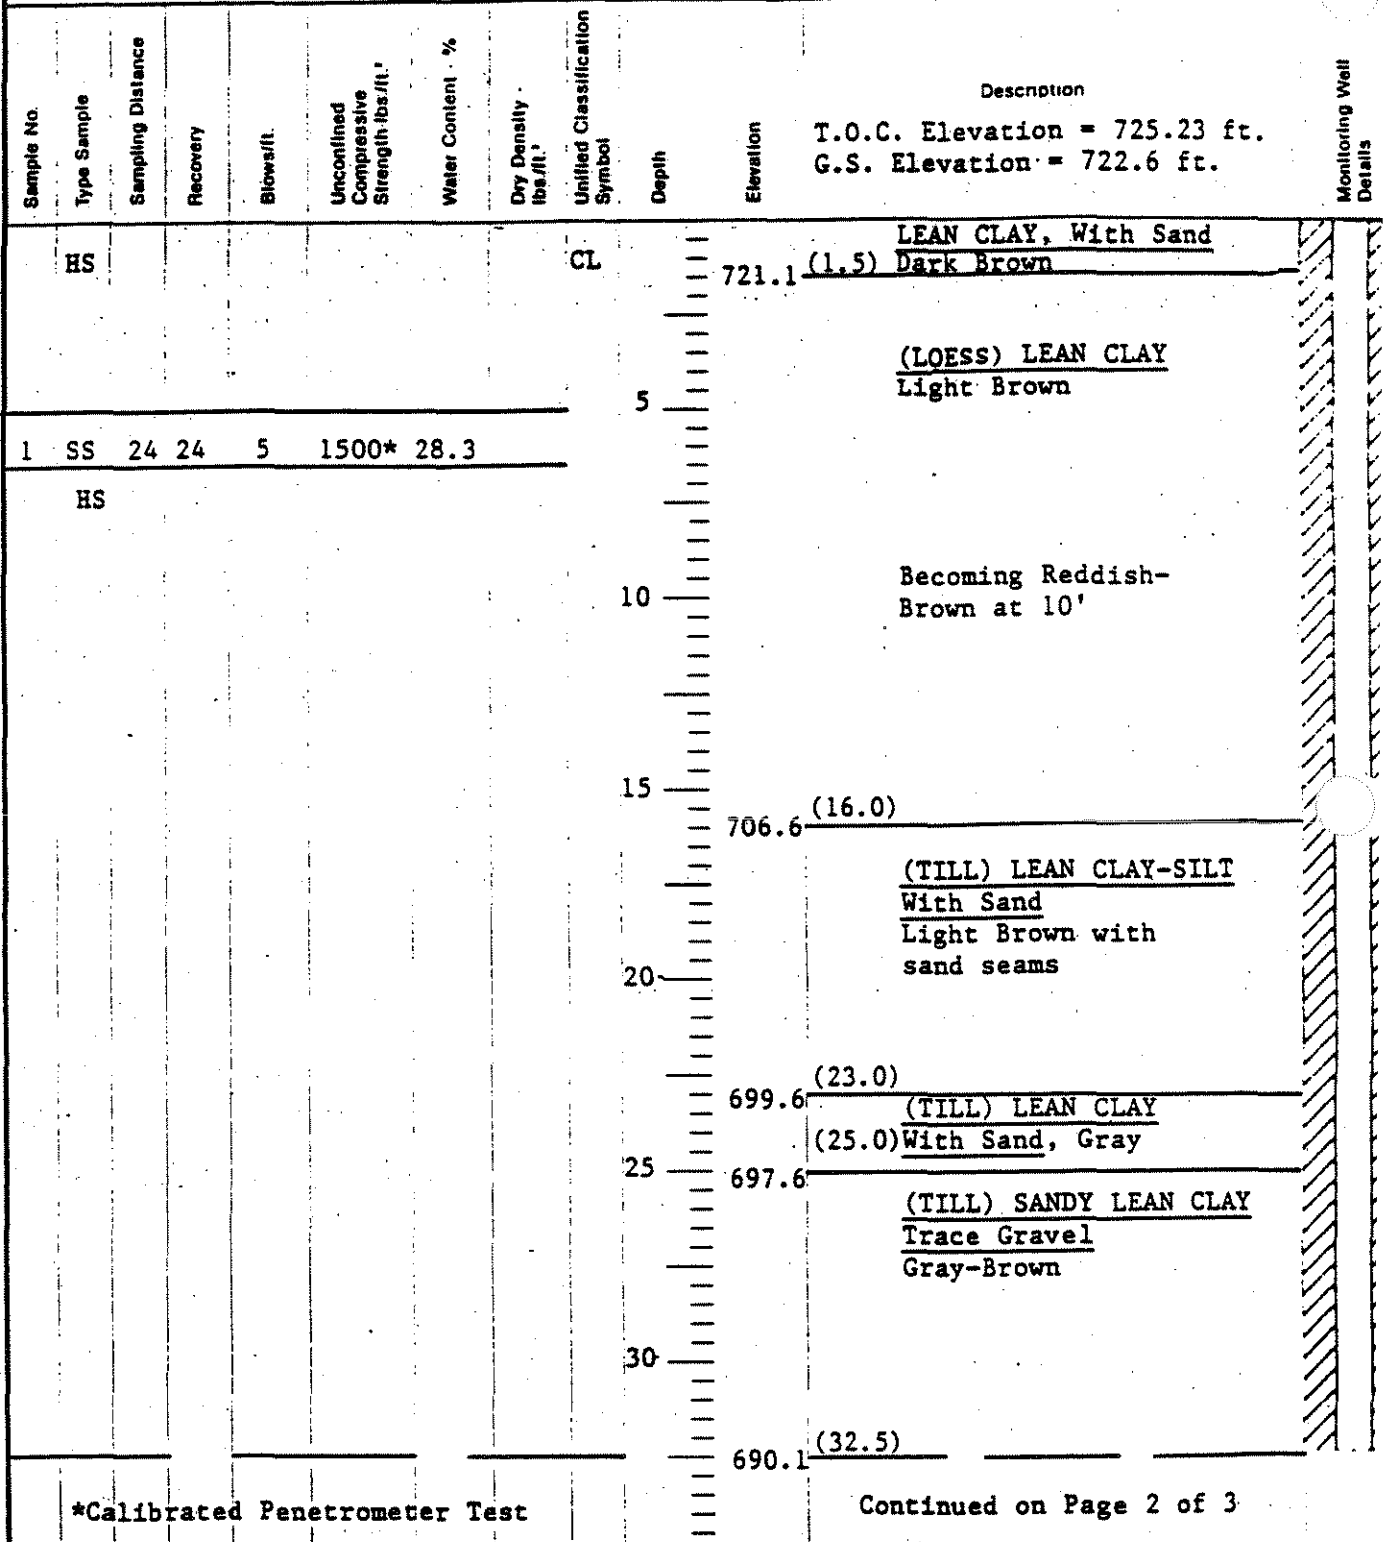 Sample No.
Type Sample
Sampling Distance
Recovery
Blows/ft.
Unconfined
Compressive
Strength-lbs/ft.²
Water Content - %
Dry Density -
lbs./ft.³
Unified Classification
Symbol
Depth
Elevation
Description
T.O.C. Elevation = 725.23 ft.
G.S. Elevation = 722.6 ft.
Monitoring Well
Details
HS CL
LEAN CLAY, With Sand
721.1 (1.5) Dark Brown
(LOESS) LEAN CLAY
Light Brown
5
1 SS 24 24 5 1500* 28.3
HS
Becoming Reddish-
10 Brown at 10'
15
706.6 (16.0)
(TILL) LEAN CLAY-SILT
With Sand
Light Brown with
sand seams
20
699.6 (23.0)
(TILL) LEAN CLAY
(25.0) With Sand, Gray
25
697.6
(TILL) SANDY LEAN CLAY
Trace Gravel
Gray-Brown
30
690.1 (32.5)
*Calibrated Penetrometer Test
Continued on Page 2 of 3